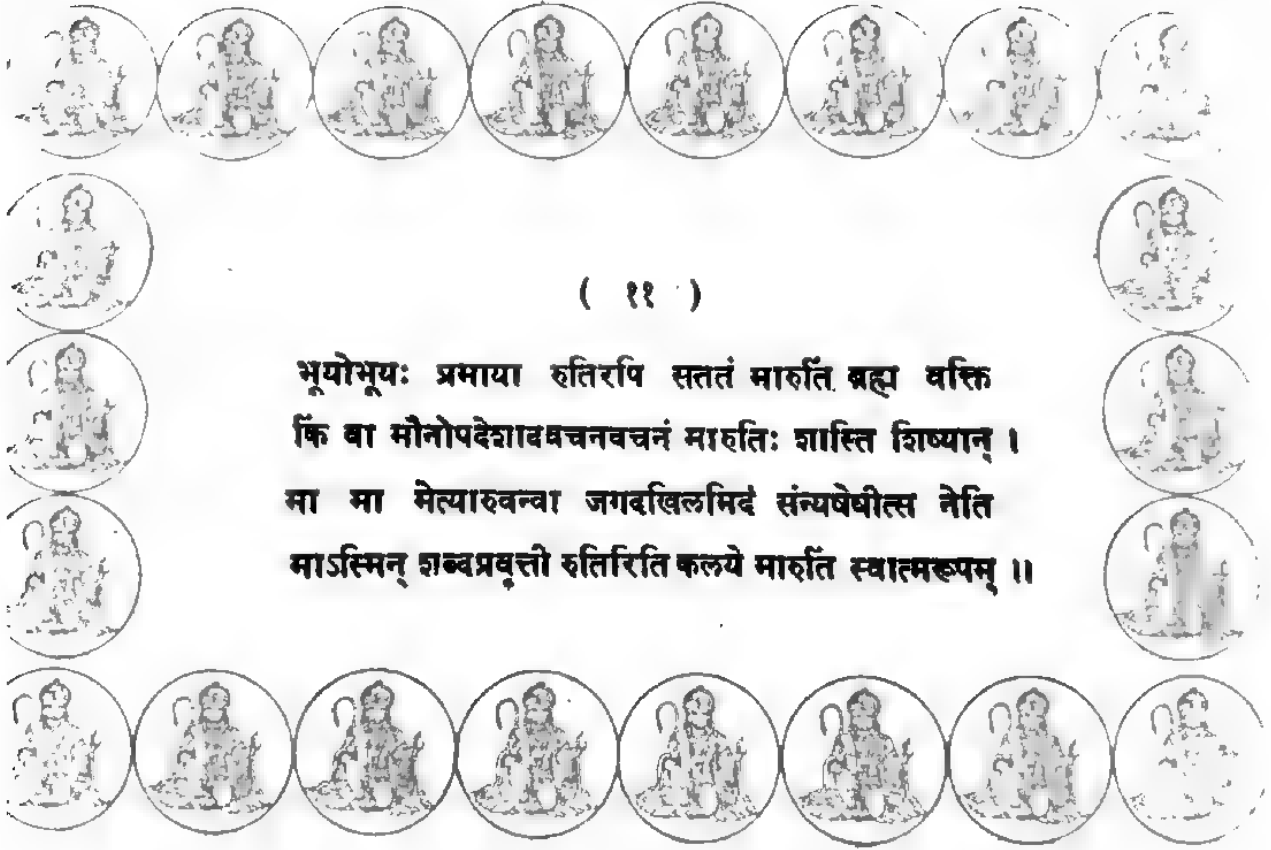 ( ११ )
भूयोभूयः प्रमाया रुतिरपि सततं मारुतिं ब्रह्म वक्ति
किं वा मौनोपदेशादवचनवचनं मारुतिः शास्ति शिष्यान् ।
मा मा मेत्यारुवन्वा जगदखिलमिदं संन्यषेधीत्स नेति
माऽस्मिन् शब्दप्रवृत्तौ रुतिरिति कलये मारुतिं स्वात्मरूपम् ॥